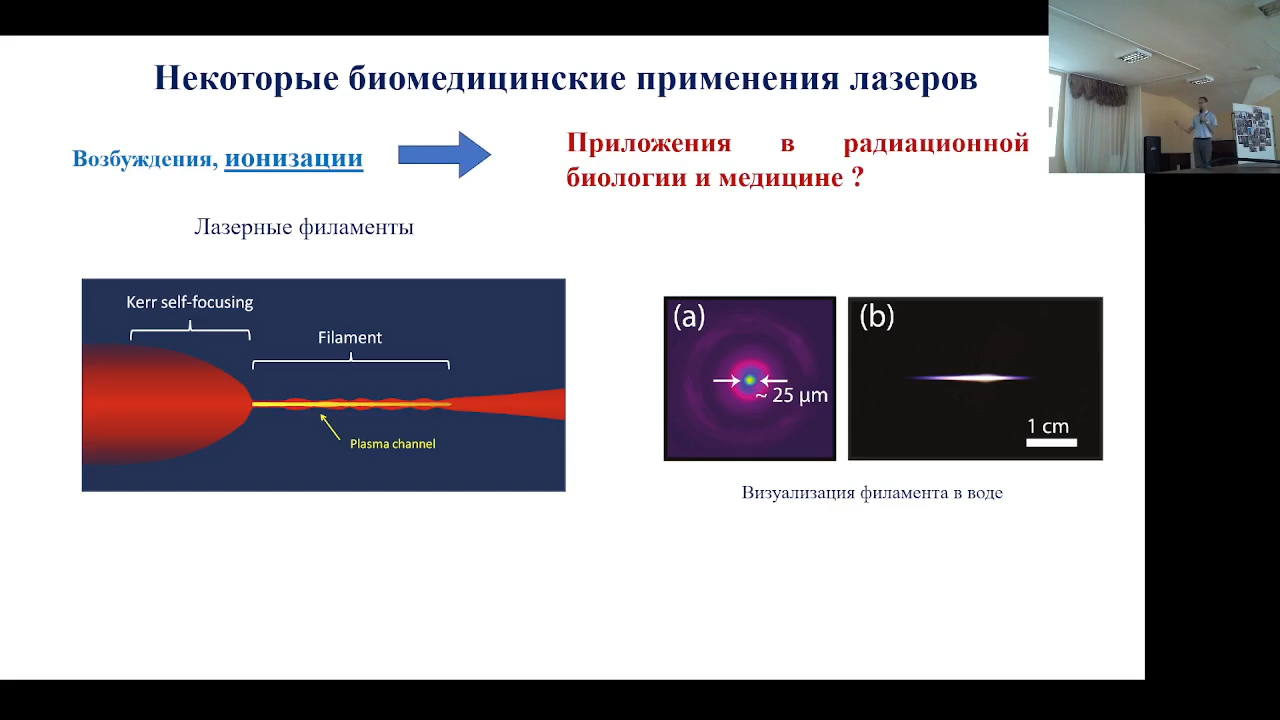 Некоторые биомедицинские применения лазеров
Возбуждения, ионизации
Приложения в радиационной
биологии и медицине ?
Лазерные филаменты
Kerr self-focusing
Filament
Plasma channel
(a)
~ 25 μm
(b)
1 cm
Визуализация филамента в воде